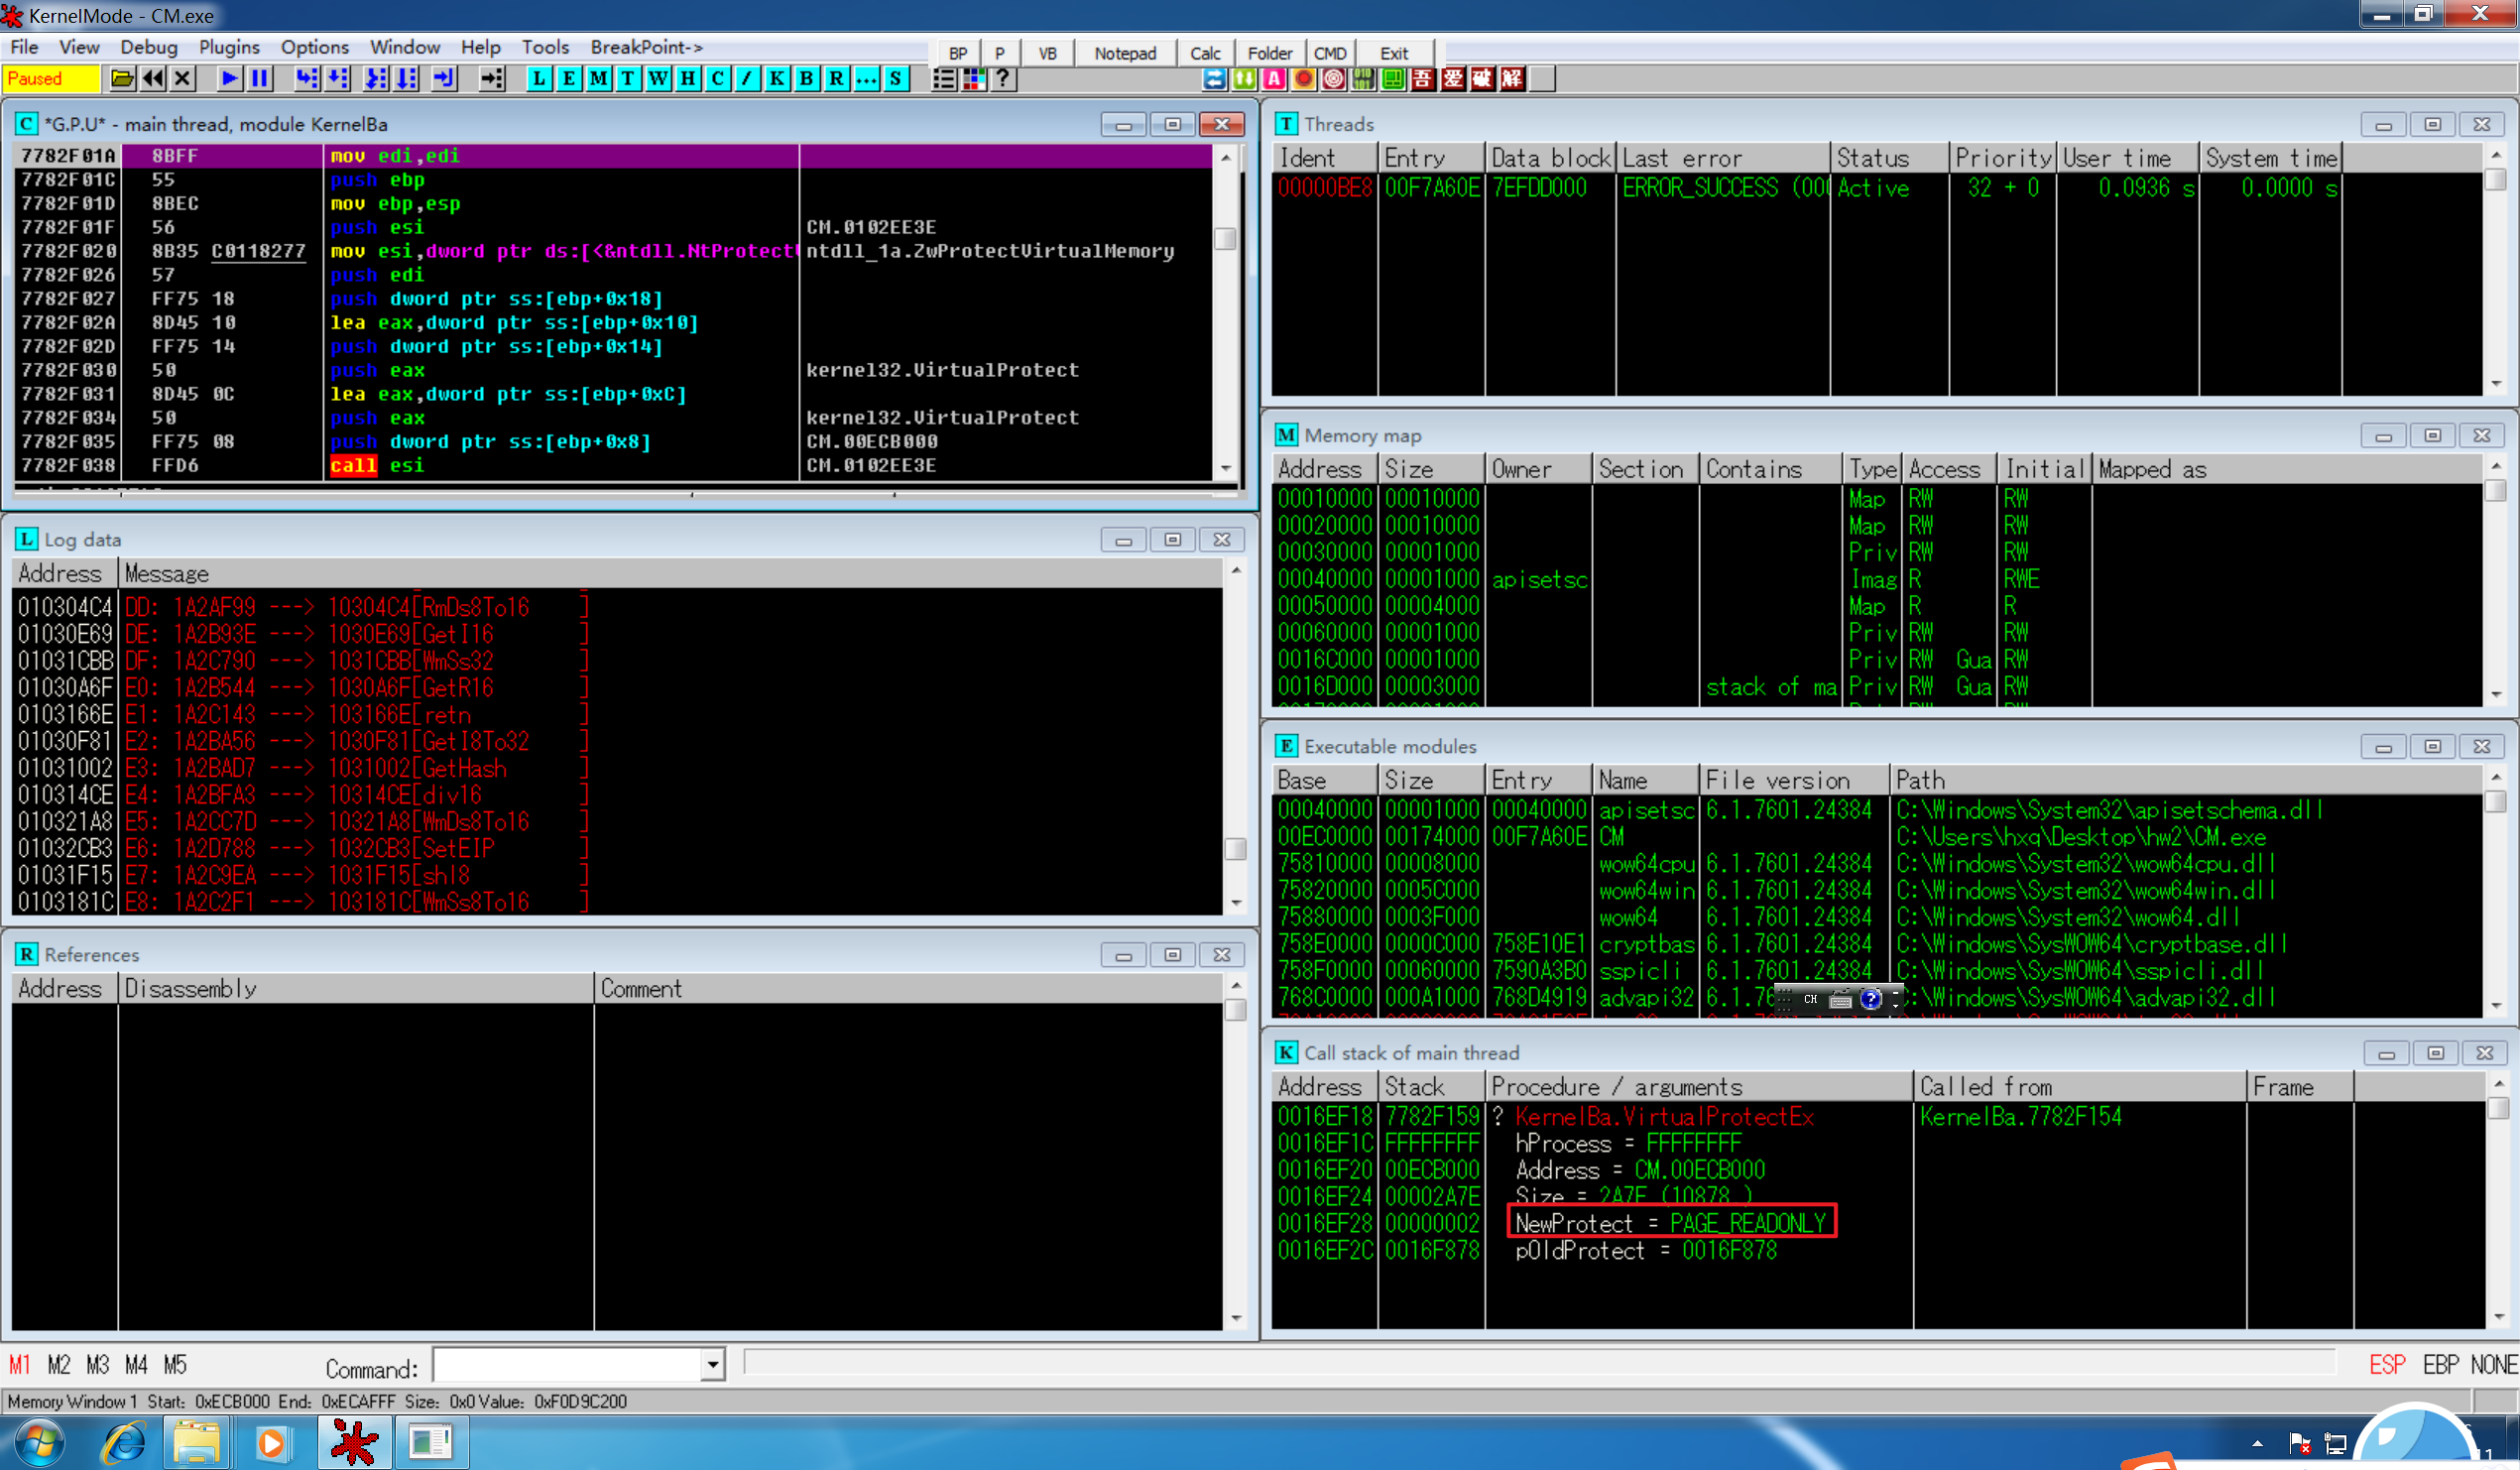 KernelMode - CM.exe
File View Debug Plugins Options Window Help Tools BreakPoint->
BP P VB Notepad Calc Folder CMD Exit
Paused
L E M T W H C / K B R ... S
? A 吾 爱 破 解
C *G.P.U* - main thread, module KernelBa
7782F01A 8BFF mov edi,edi
7782F01C 55 push ebp
7782F01D 8BEC mov ebp,esp
7782F01F 56 push esi CM.0102EE3E
7782F020 8B35 C0118277 mov esi,dword ptr ds:[<&ntdll.NtProtect ntdll_1a.ZwProtectVirtualMemory
7782F026 57 push edi
7782F027 FF75 18 push dword ptr ss:[ebp+0x18]
7782F02A 8D45 10 lea eax,dword ptr ss:[ebp+0x10]
7782F02D FF75 14 push dword ptr ss:[ebp+0x14]
7782F030 50 push eax kernel32.VirtualProtect
7782F031 8D45 0C lea eax,dword ptr ss:[ebp+0xC]
7782F034 50 push eax kernel32.VirtualProtect
7782F035 FF75 08 push dword ptr ss:[ebp+0x8] CM.00ECB000
7782F038 FFD6 call esi CM.0102EE3E
L Log data
Address Message
010304C4 DD: 1A2AF99 ---> 10304C4[RmDs8To16 ]
01030E69 DE: 1A2B93E ---> 1030E69[GetI16 ]
01031CBB DF: 1A2C790 ---> 1031CBB[WmSs32 ]
01030A6F E0: 1A2B544 ---> 1030A6F[GetR16 ]
0103166E E1: 1A2C143 ---> 103166E[retn ]
01030F81 E2: 1A2BA56 ---> 1030F81[GetI8To32 ]
01031002 E3: 1A2BAD7 ---> 1031002[GetHash ]
010314CE E4: 1A2BFA3 ---> 10314CE[div16 ]
010321A8 E5: 1A2CC7D ---> 10321A8[WmDs8To16 ]
01032CB3 E6: 1A2D788 ---> 1032CB3[SetEIP ]
01031F15 E7: 1A2C9EA ---> 1031F15[shl8 ]
0103181C E8: 1A2C2F1 ---> 103181C[WmSs8To16 ]
R References
Address Disassembly Comment
T Threads
Ident Entry Data block Last error Status Priority User time System time
00000BE8 00F7A60E 7EFDD000 ERROR_SUCCESS (00 Active 32 + 0 0.0936 s 0.0000 s
M Memory map
Address Size Owner Section Contains Type Access Initial Mapped as
00010000 00010000 Map RW RW
00020000 00010000 Map RW RW
00030000 00001000 Priv RW RW
00040000 00001000 apisetsc Imag R RWE
00050000 00004000 Map R R
00060000 00001000 Priv RW RW
0016C000 00001000 Priv RW Gua RW
0016D000 00003000 stack of ma Priv RW Gua RW
E Executable modules
Base Size Entry Name File version Path
00040000 00001000 00040000 apisetsc 6.1.7601.24384 C:\Windows\System32\apisetschema.dll
00EC0000 00174000 00F7A60E CM C:\Users\hxq\Desktop\hw2\CM.exe
75810000 00008000 wow64cpu 6.1.7601.24384 C:\Windows\System32\wow64cpu.dll
75820000 0005C000 wow64win 6.1.7601.24384 C:\Windows\System32\wow64win.dll
75880000 0003F000 wow64 6.1.7601.24384 C:\Windows\System32\wow64.dll
758E0000 0000C000 758E10E1 cryptbas 6.1.7601.24384 C:\Windows\SysWOW64\cryptbase.dll
758F0000 00060000 7590A3B0 sspicli 6.1.7601.24384 C:\Windows\SysWOW64\sspicli.dll
768C0000 000A1000 768D4919 advapi32 6.1.76 :\Windows\SysWOW64\advapi32.dll
CH ?
K Call stack of main thread
Address Stack Procedure / arguments Called from Frame
0016EF18 7782F159 ? KernelBa.VirtualProtectEx KernelBa.7782F154
0016EF1C FFFFFFFF hProcess = FFFFFFFF
0016EF20 00ECB000 Address = CM.00ECB000
0016EF24 00002A7E Size = 2A7E (10878.)
0016EF28 00000002 NewProtect = PAGE_READONLY
0016EF2C 0016F878 pOldProtect = 0016F878
M1 M2 M3 M4 M5 Command: ESP EBP NONE
Memory Window 1 Start: 0xECB000 End: 0xECAFFF Size: 0x0 Value: 0xF0D9C200